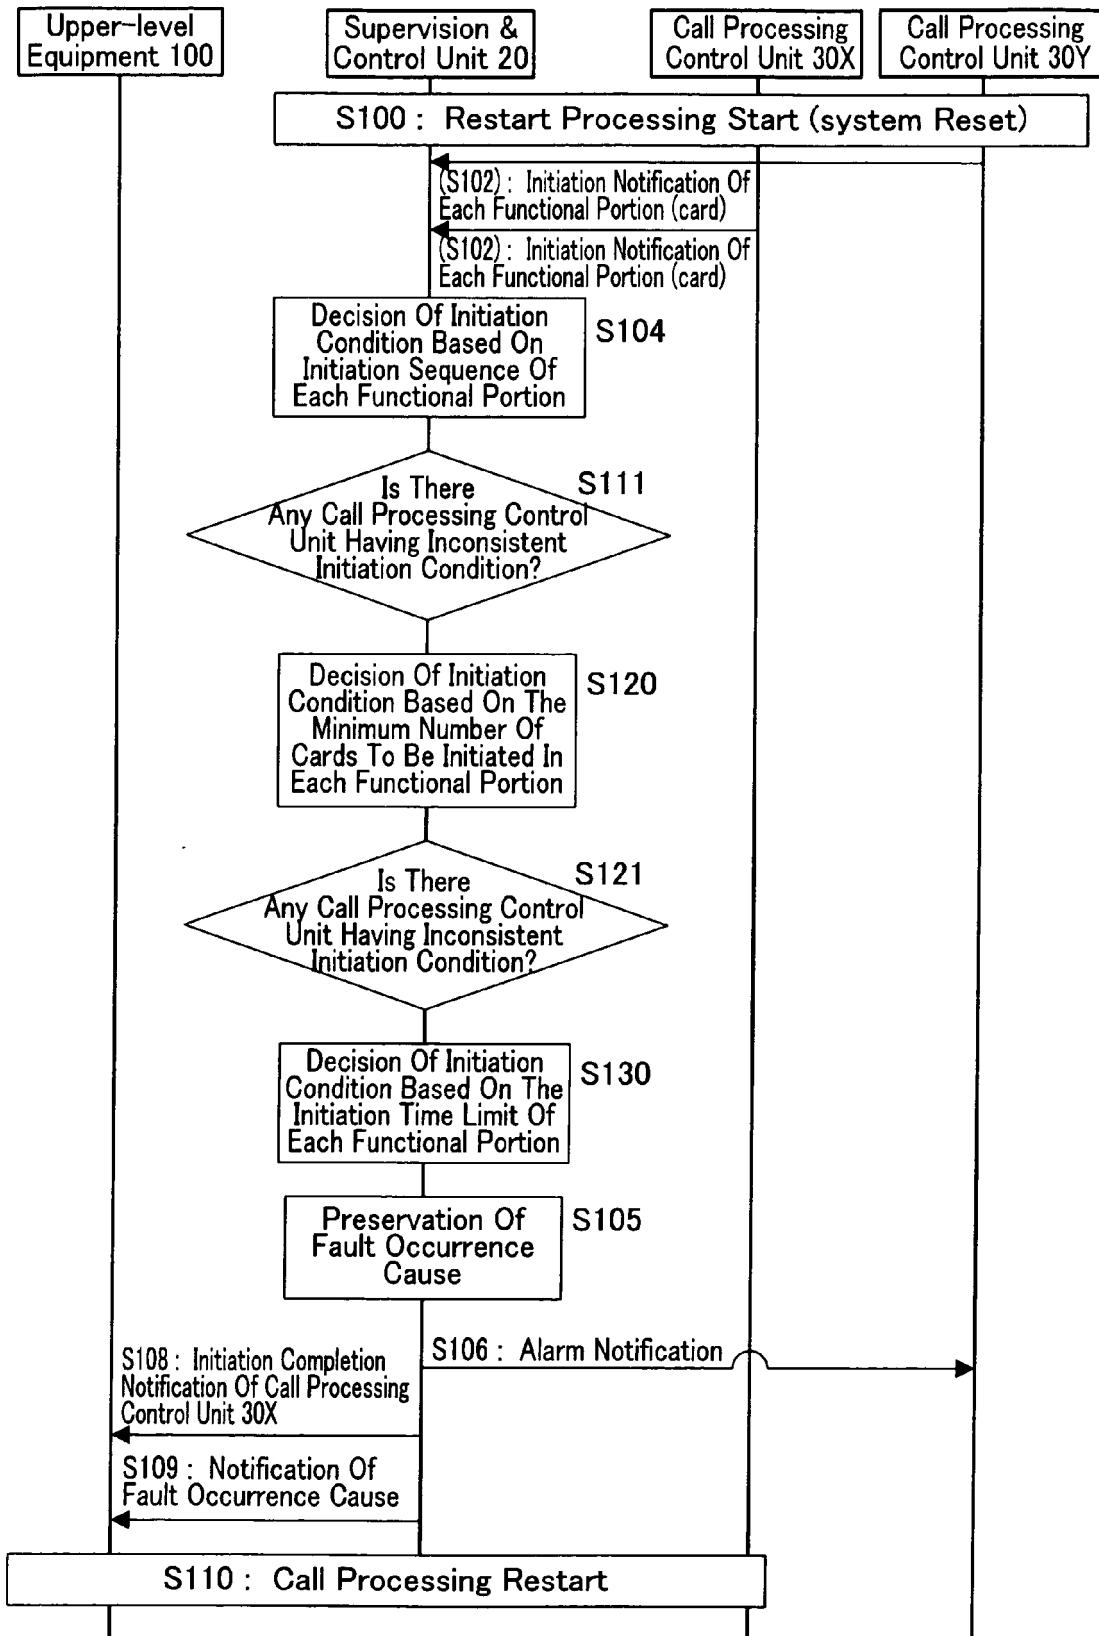 Upper-level
Equipment 100
Supervision &
Control Unit 20
Call Processing
Control Unit 30X
Call Processing
Control Unit 30Y
S100 : Restart Processing Start (system Reset)
(S102) : Initiation Notification Of
Each Functional Portion (card)
(S102) : Initiation Notification Of
Each Functional Portion (card)
Decision Of Initiation
Condition Based On
Initiation Sequence Of
Each Functional Portion
S104
Is There
Any Call Processing Control
Unit Having Inconsistent
Initiation Condition?
S111
Decision Of Initiation
Condition Based On The
Minimum Number Of
Cards To Be Initiated In
Each Functional Portion
S120
Is There
Any Call Processing Control
Unit Having Inconsistent
Initiation Condition?
S121
Decision Of Initiation
Condition Based On The
Initiation Time Limit Of
Each Functional Portion
S130
Preservation Of
Fault Occurrence
Cause
S105
S106 : Alarm Notification
S108 : Initiation Completion
Notification Of Call Processing
Control Unit 30X
S109 : Notification Of
Fault Occurrence Cause
S110 : Call Processing Restart